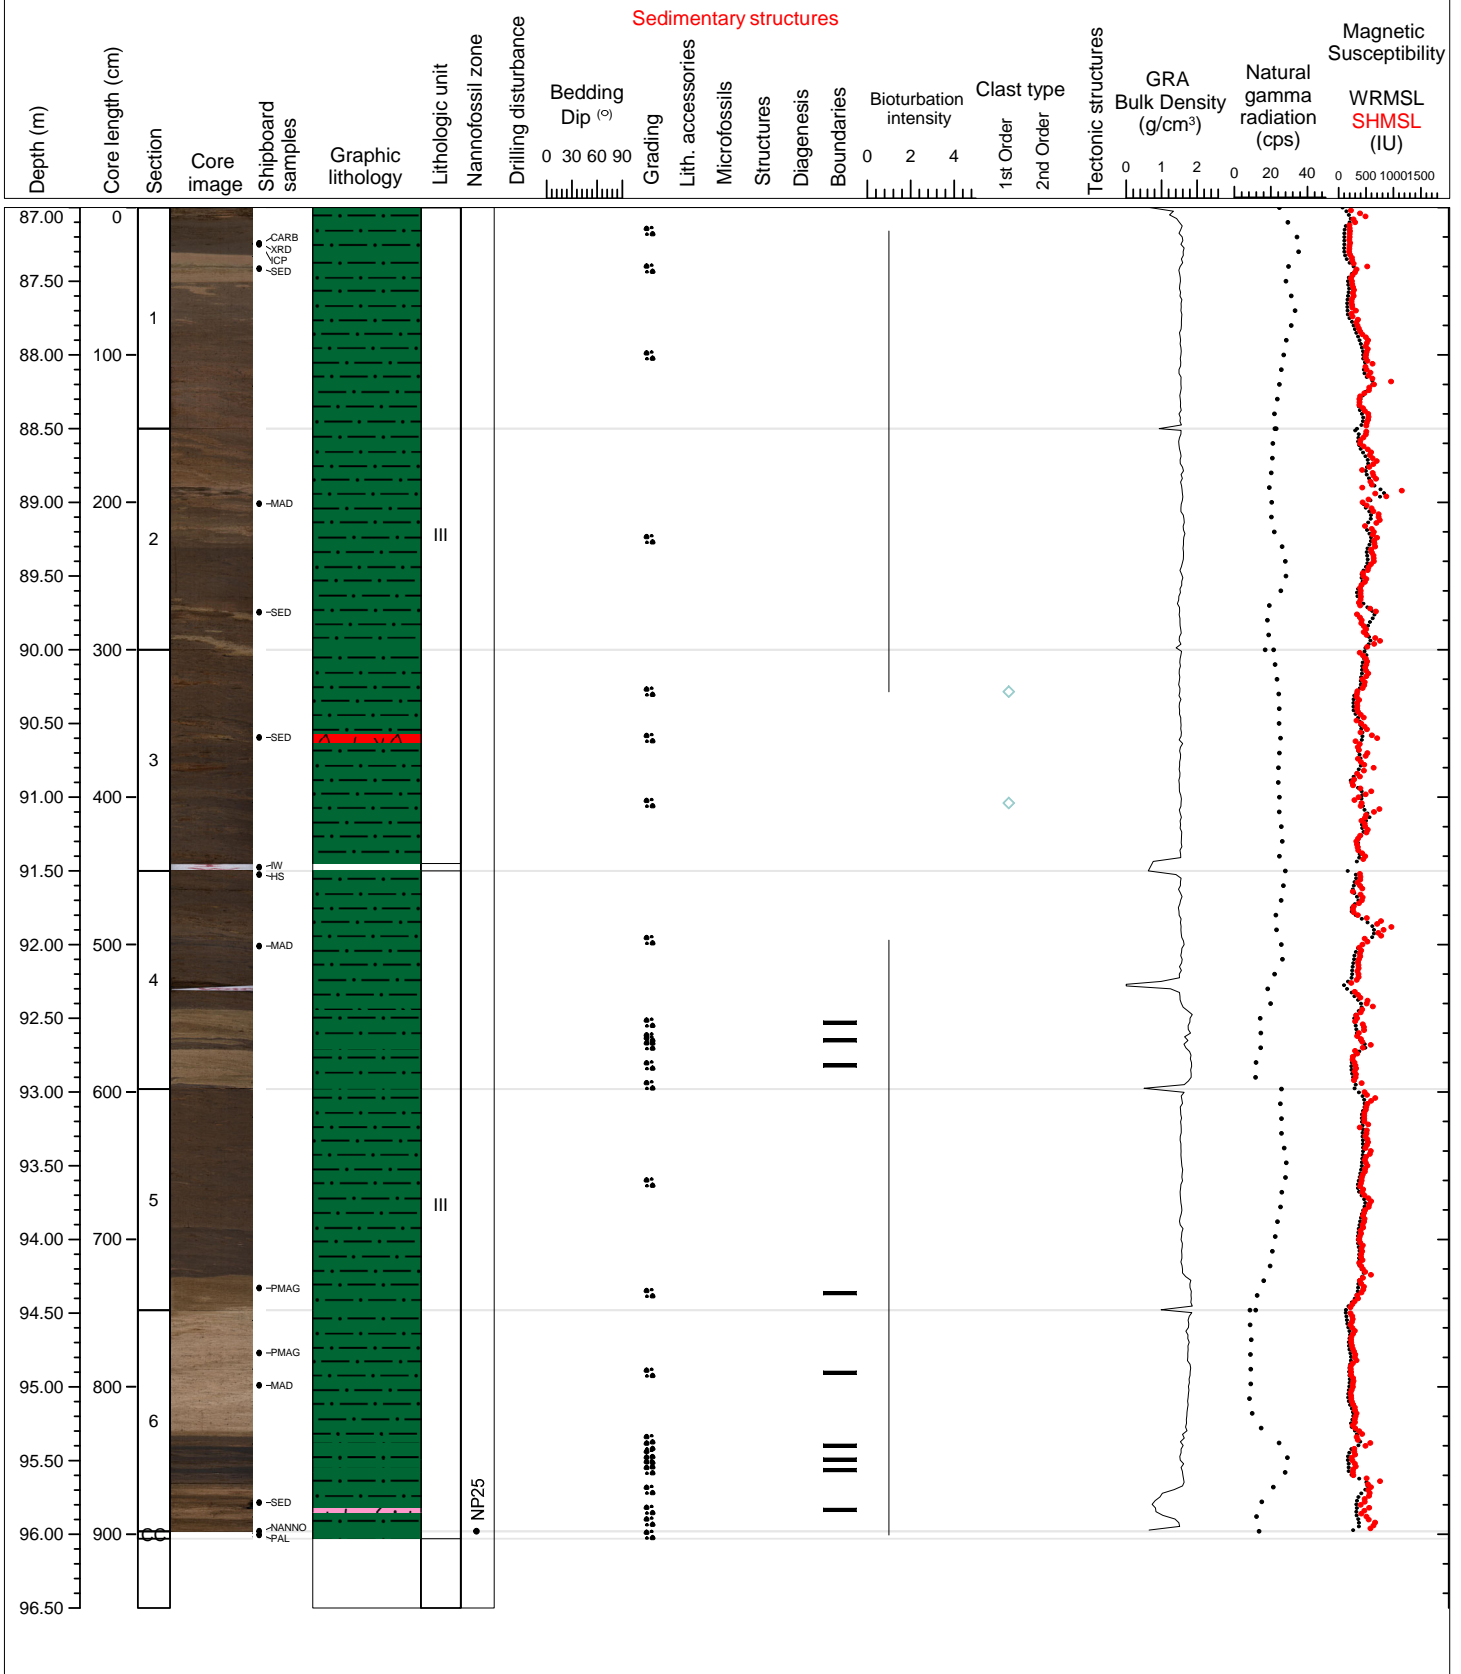 Sedimentary structures
Depth (m)
Core length (cm)
Section
Core
image
Shipboard
samples
Graphic
lithology
Lithologic unit
Nannofossil zone
Drilling disturbance
Bedding
Dip (o)
0 30 60 90
Grading
Lith. accessories
Microfossils
Structures
Diagenesis
Boundaries
Bioturbation
intensity
0 2 4
Clast type
1st Order
2nd Order
Tectonic structures
GRA
Bulk Density
(g/cm³)
0 1 2
Natural
gamma
radiation
(cps)
0 20 40
Magnetic
Susceptibility
WRMSL
SHMSL
(IU)
0 500 1000 1500
87.00 0
CARB
XRD
ICP
SED
87.50
1
88.00 100
88.50
89.00 200 MAD
2 III
89.50
SED
90.00 300
90.50
SED
3
91.00 400
91.50 IW
HS
92.00 500 MAD
4
92.50
93.00 600
93.50
5 III
94.00 700
PMAG
94.50
PMAG
95.00 800 MAD
6
95.50
SED
NP25
NANNO
96.00 900 CC PAL
96.50